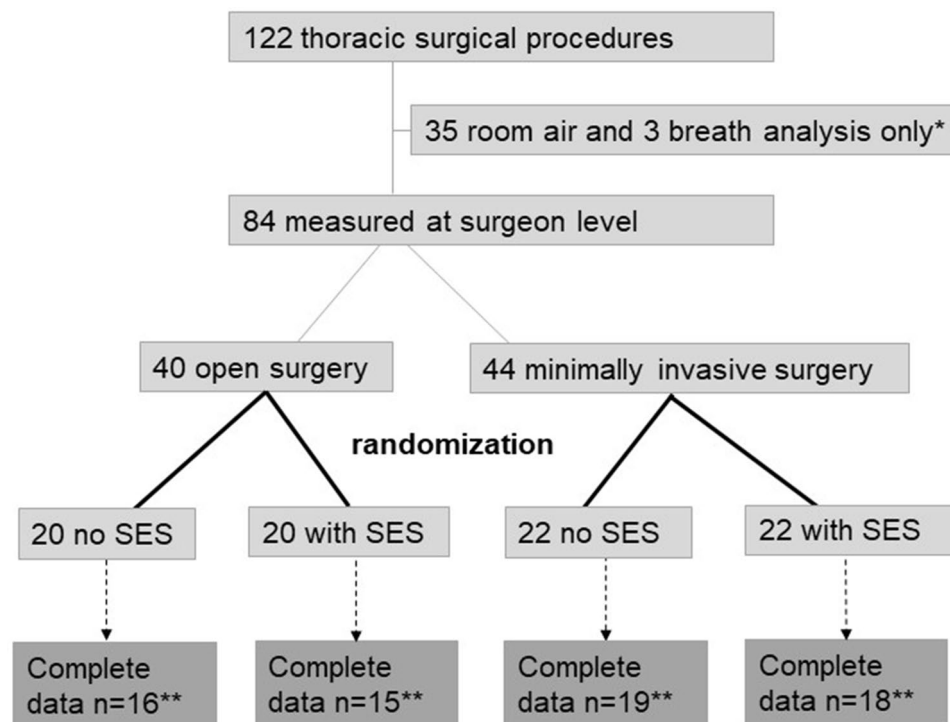 122 thoracic surgical procedures
35 room air and 3 breath analysis only*
84 measured at surgeon level
40 open surgery
44 minimally invasive surgery
randomization
20 no SES
20 with SES
22 no SES
22 with SES
Complete
data n=16**
Complete
data n=15**
Complete
data n=19**
Complete
data n=18**